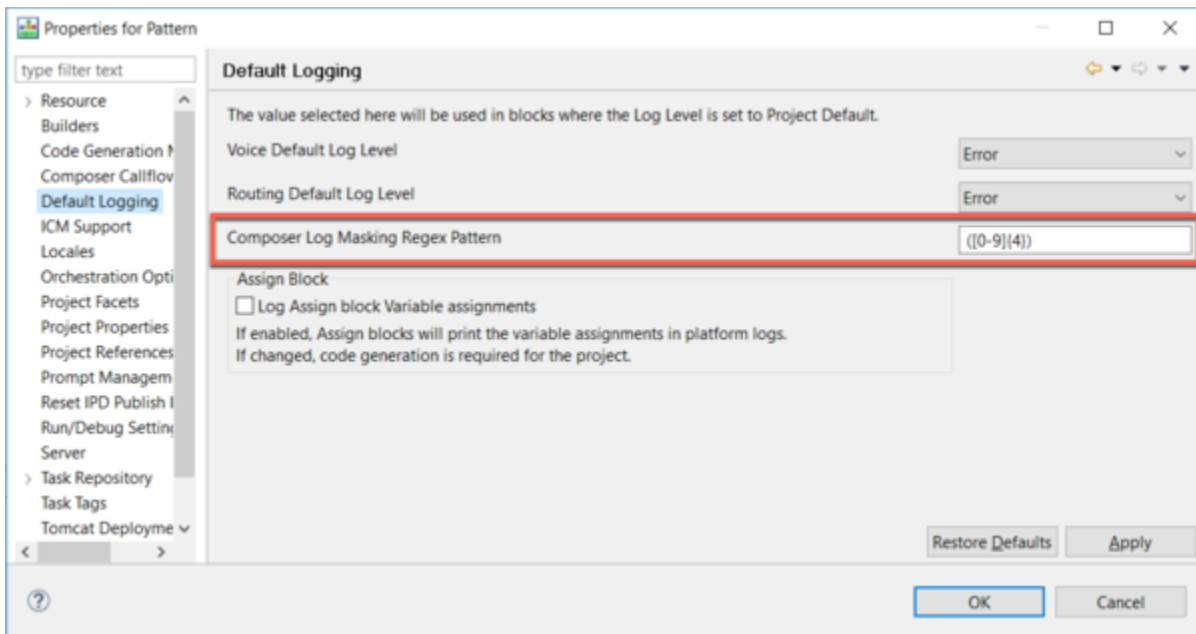 Properties for Pattern
type filter text
Resource
Builders
Code Generation M
Composer Callflow
Default Logging
ICM Support
Locales
Orchestration Opti
Project Facets
Project Properties
Project References
Prompt Managem
Reset IPD Publish I
Run/Debug Setting
Server
Task Repository
Task Tags
Tomcat Deployme
Default Logging
The value selected here will be used in blocks where the Log Level is set to Project Default.
Voice Default Log Level
Error
Routing Default Log Level
Error
Composer Log Masking Regex Pattern
([0-9]{4})
Assign Block
Log Assign block Variable assignments
If enabled, Assign blocks will print the variable assignments in platform logs.
If changed, code generation is required for the project.
Restore Defaults
Apply
OK
Cancel